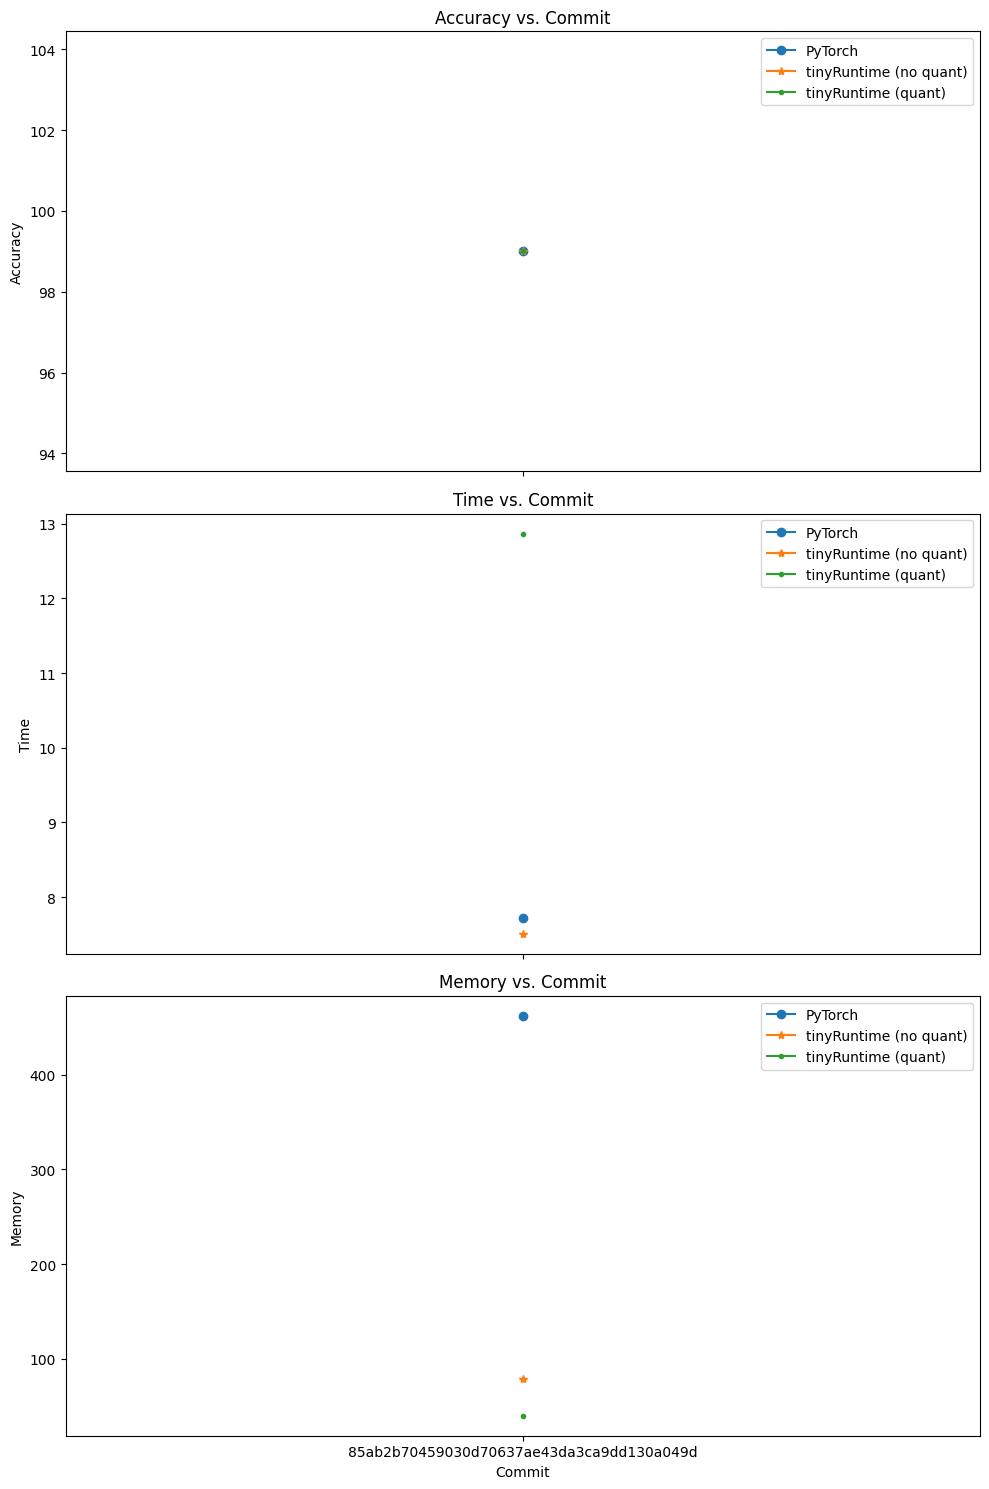 Accuracy vs. Commit
104
102
100
98
96
94
Accuracy
PyTorch
tinyRuntime (no quant)
tinyRuntime (quant)
Time vs. Commit
13
12
11
10
9
8
Time
PyTorch
tinyRuntime (no quant)
tinyRuntime (quant)
Memory vs. Commit
400
300
200
100
Memory
PyTorch
tinyRuntime (no quant)
tinyRuntime (quant)
85ab2b70459030d70637ae43da3ca9dd130a049d
Commit